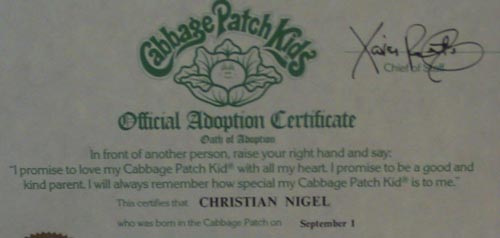 Cabbage Patch Kids®
Chief of Staff
Official Adoption Certificate
Oath of Adoption
In front of another person, raise your right hand and say:
"I promise to love my Cabbage Patch Kid® with all my heart. I promise to be a good and
kind parent. I will always remember how special my Cabbage Patch Kid® is to me."
This certifies that CHRISTIAN NIGEL
who was born in the Cabbage Patch on September 1